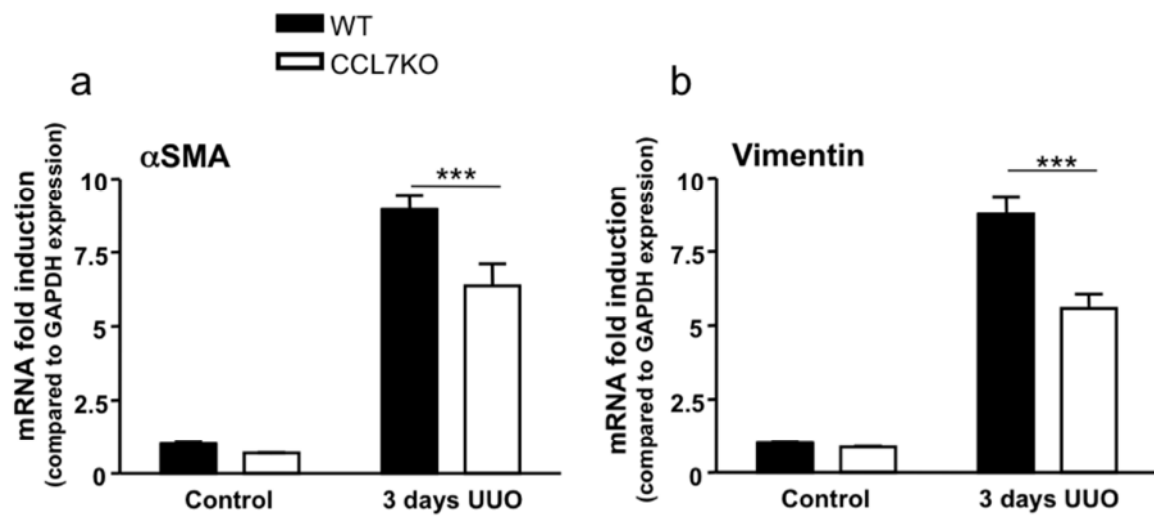 WT
CCL7KO
a
αSMA
***
mRNA fold induction
(compared to GAPDH expression)
10
7.5
5
2.5
0
Control
3 days UUO
b
Vimentin
***
mRNA fold induction
(compared to GAPDH expression)
10
7.5
5
2.5
0
Control
3 days UUO